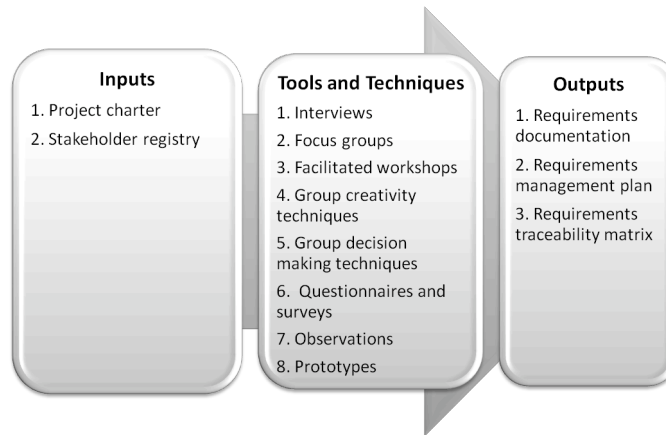 Inputs
1. Project charter
2. Stakeholder registry
Tools and Techniques
1. Interviews
2. Focus groups
3. Facilitated workshops
4. Group creativity
techniques
5. Group decision
making techniques
6.  Questionnaires and
surveys
7. Observations
8. Prototypes
Outputs
1. Requirements
documentation
2. Requirements
management plan
3. Requirements
traceability matrix